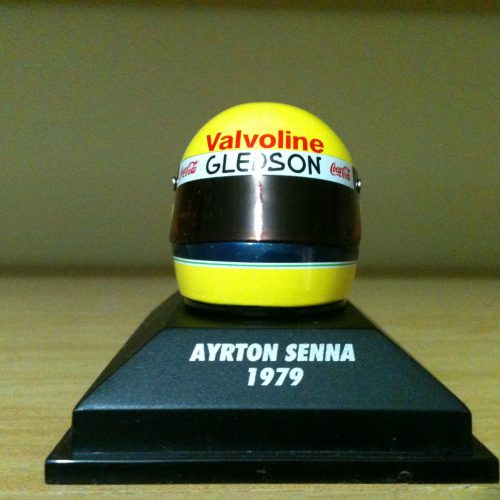 Valvoline
Coca-Cola GLEDSON Coca-Cola
AYRTON SENNA
1979